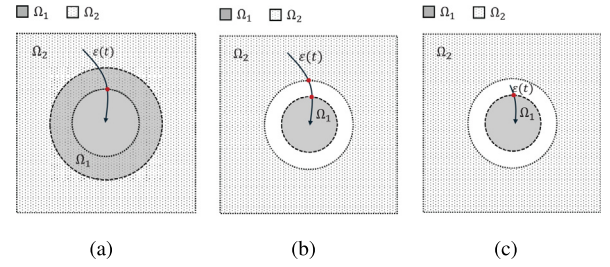 Ω₁ Ω₂ Ω₁ Ω₂ Ω₁ Ω₂
Ω₂ ε(t) Ω₂ ε(t) Ω₂ ε(t)
Ω₁ Ω₁ Ω₁
(a) (b) (c)